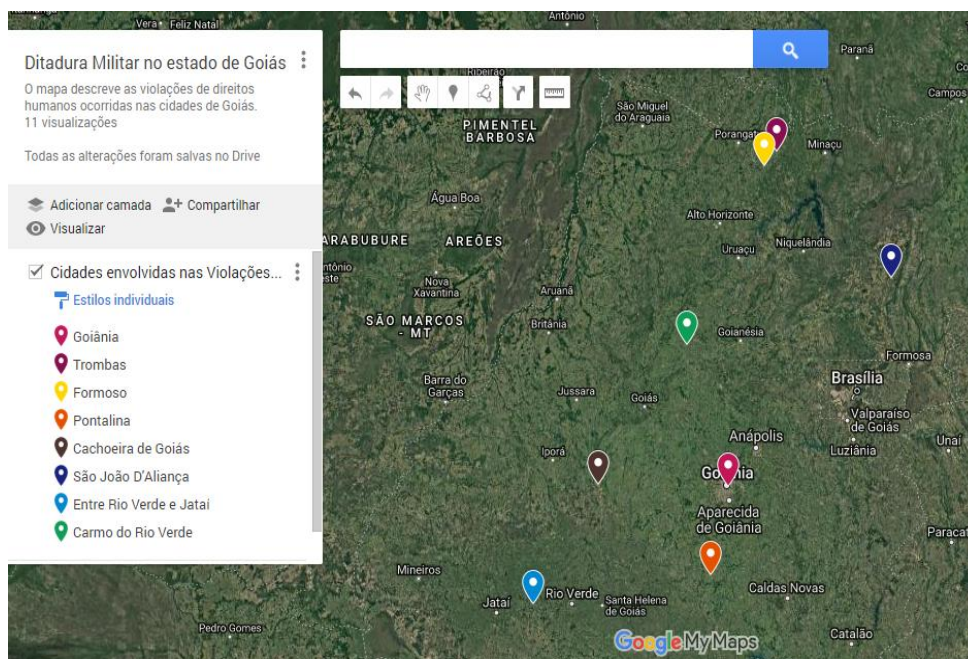 Ditadura Militar no estado de Goiás
O mapa descreve as violações de direitos
humanos ocorridas nas cidades de Goiás.
11 visualizações
Todas as alterações foram salvas no Drive
Adicionar camada
Compartilhar
Visualizar
Cidades envolvidas nas Violações...
Estilos individuais
Goiânia
Trombas
Formoso
Pontalina
Cachoeira de Goiás
São João D'Aliança
Entre Rio Verde e Jataí
Carmo do Rio Verde
Vera
Feliz Natal
Antônio
Paraná
Ribeirão
Campos
São Miguel
do Araguaia
PIMENTEL
BARBOSA
Minaçu
Água Boa
Alto Horizonte
ARABUBURE
AREÕES
Uruaçu
Niquelândia
Nova
Xavantina
Aruanã
SÃO MARCOS
- MT
Britânia
Goianésia
Formosa
Barra do
Garças
Jussara
Goiás
Brasília
Valparaíso
de Goiás
Anápolis
Luziânia
Unaí
Iporá
Aparecida
de Goiânia
Paracat
Mineiros
Jataí
Rio Verde
Santa Helena
de Goiás
Caldas Novas
Pedro Gomes
Catalão
Google My Maps